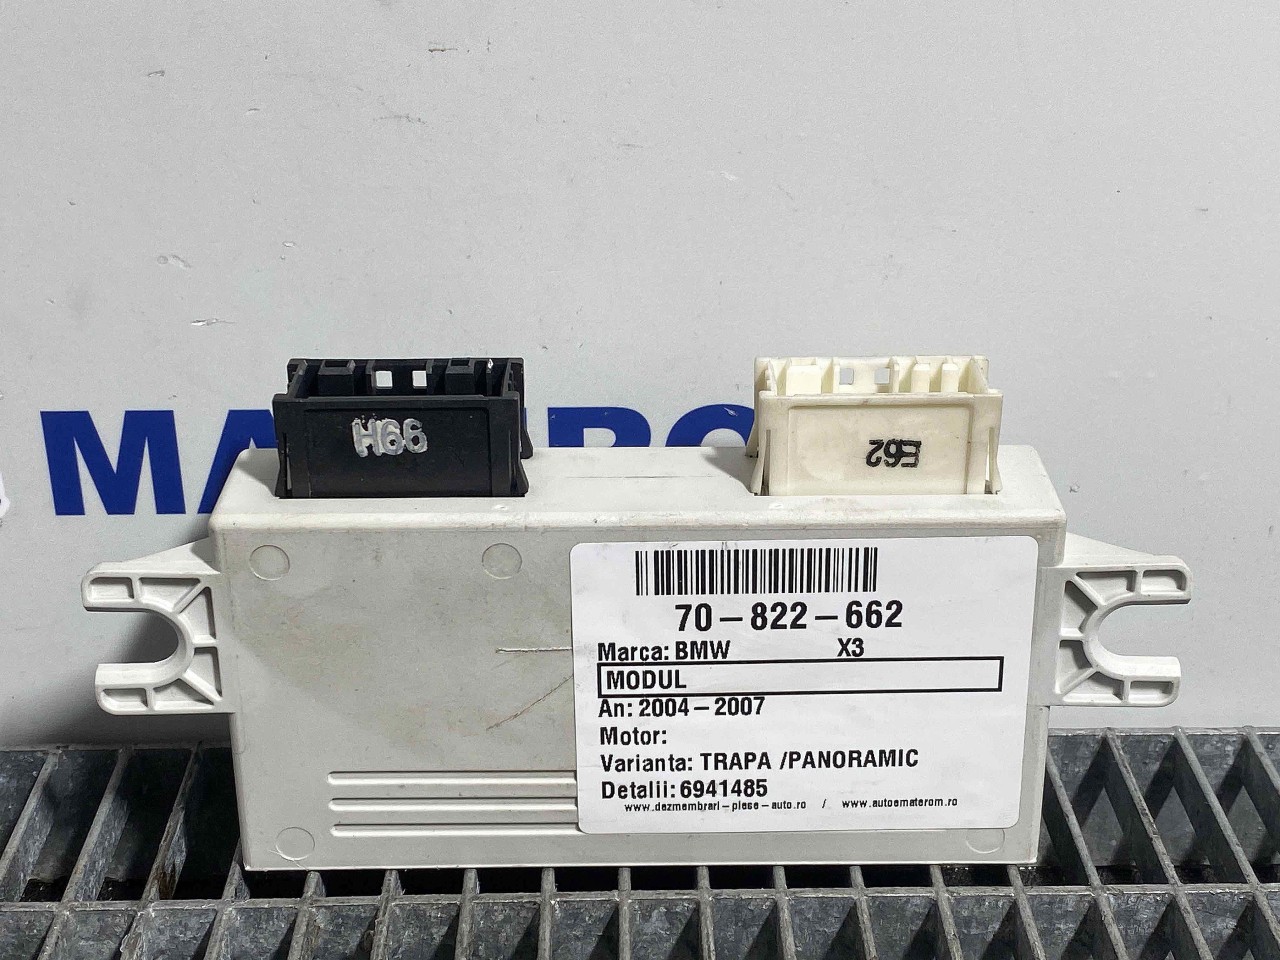 H66
E62
70-822-662
Marca: BMW X3
MODUL
An: 2004-2007
Motor:
Varianta: TRAPA /PANORAMIC
Detalii: 6941485
www.dezmembrari-piese-auto.ro / www.autoematerom.ro